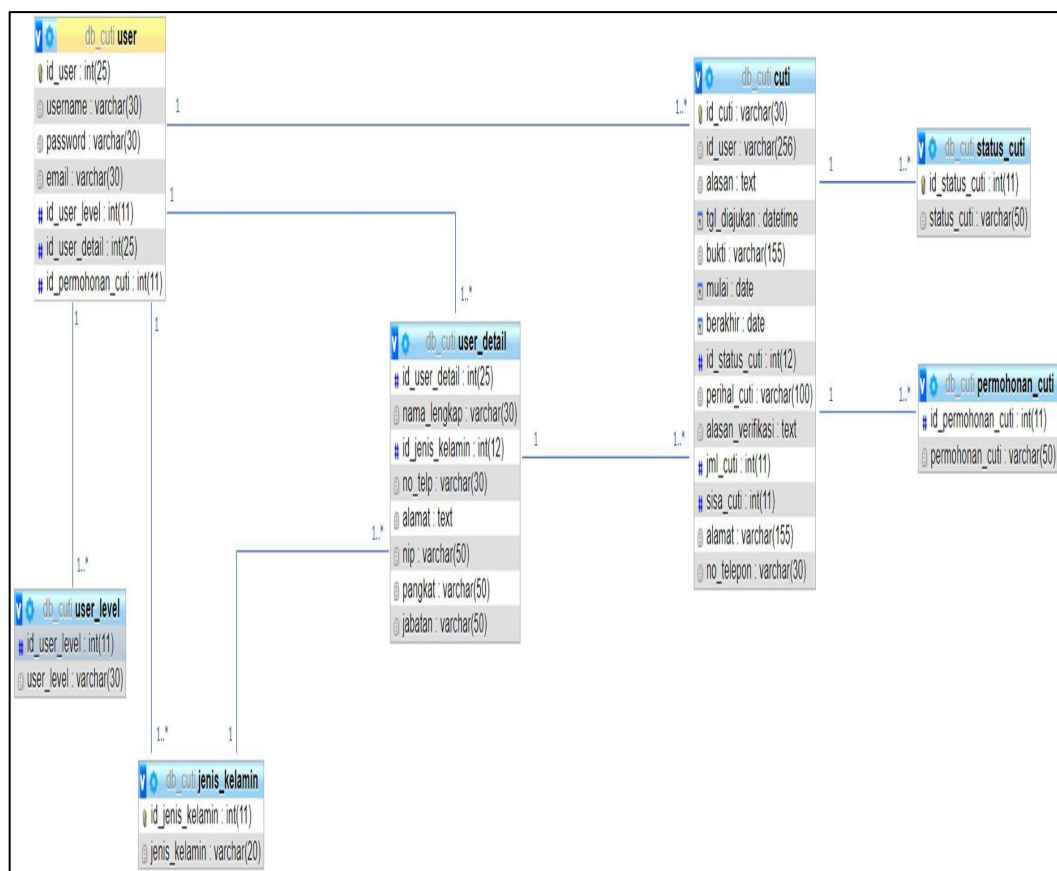 db_cuti user
id_user : int(25)
username : varchar(30)
password : varchar(30)
email : varchar(30)
id_user_level : int(11)
id_user_detail : int(25)
id_permohonan_cuti : int(11)
1
1..*
1
1..*
1
1..*
1
1..*
db_cuti cuti
id_cuti : varchar(30)
id_user : varchar(256)
alasan : text
tgl_diajukan : datetime
bukti : varchar(155)
mulai : date
berakhir : date
id_status_cuti : int(12)
perihal_cuti : varchar(100)
alasan_verifikasi : text
jml_cuti : int(11)
sisa_cuti : int(11)
alamat : varchar(155)
no_telepon : varchar(30)
1
1..*
db_cuti status_cuti
id_status_cuti : int(11)
status_cuti : varchar(50)
1
1..*
db_cuti permohonan_cuti
id_permohonan_cuti : int(11)
permohonan_cuti : varchar(50)
db_cuti user_detail
id_user_detail : int(25)
nama_lengkap : varchar(30)
id_jenis_kelamin : int(12)
no_telp : varchar(30)
alamat : text
nip : varchar(50)
pangkat : varchar(50)
jabatan : varchar(50)
1
1..*
1..*
1
db_cuti user_level
id_user_level : int(11)
user_level : varchar(30)
db_cuti jenis_kelamin
id_jenis_kelamin : int(11)
jenis_kelamin : varchar(20)